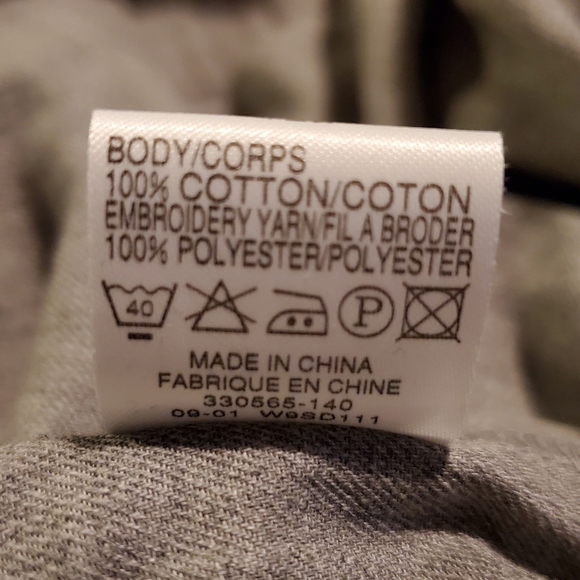 BODY/CORPS
100% COTTON/COTON
EMBROIDERY YARN/FIL A BRODER
100% POLYESTER/POLYESTER
40 P
MADE IN CHINA
FABRIQUE EN CHINE
330565-140
09-01 W9SD111